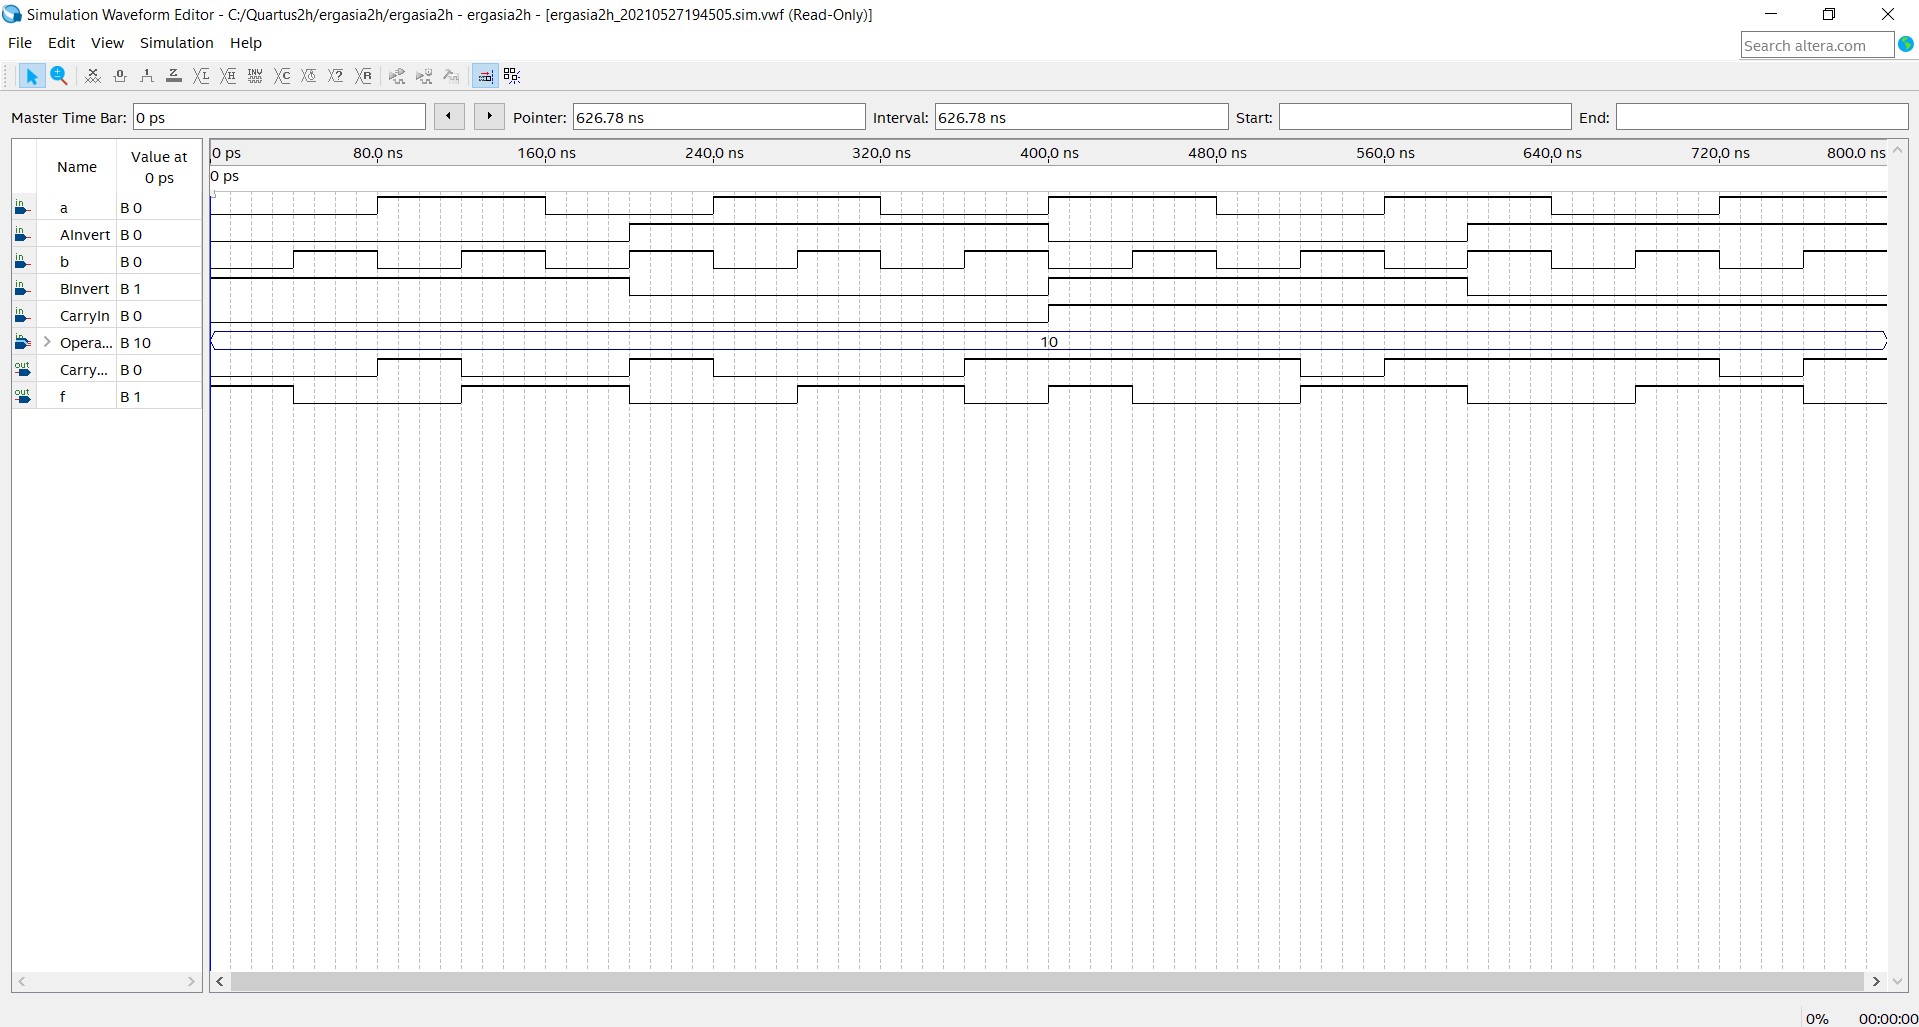 Simulation Waveform Editor - C:/Quartus2h/ergasia2h/ergasia2h - ergasia2h - [ergasia2h_20210527194505.sim.vwf (Read-Only)]
File Edit View Simulation Help
Search altera.com
Master Time Bar: 0 ps Pointer: 626.78 ns Interval: 626.78 ns Start: End:
Name Value at 0 ps
0 ps 80.0 ns 160.0 ns 240.0 ns 320.0 ns 400.0 ns 480.0 ns 560.0 ns 640.0 ns 720.0 ns 800.0 ns
0 ps
in a B 0
in AInvert B 0
in b B 0
in BInvert B 1
in CarryIn B 0
in Opera... B 10 10
out Carry... B 0
out f B 1
0% 00:00:00